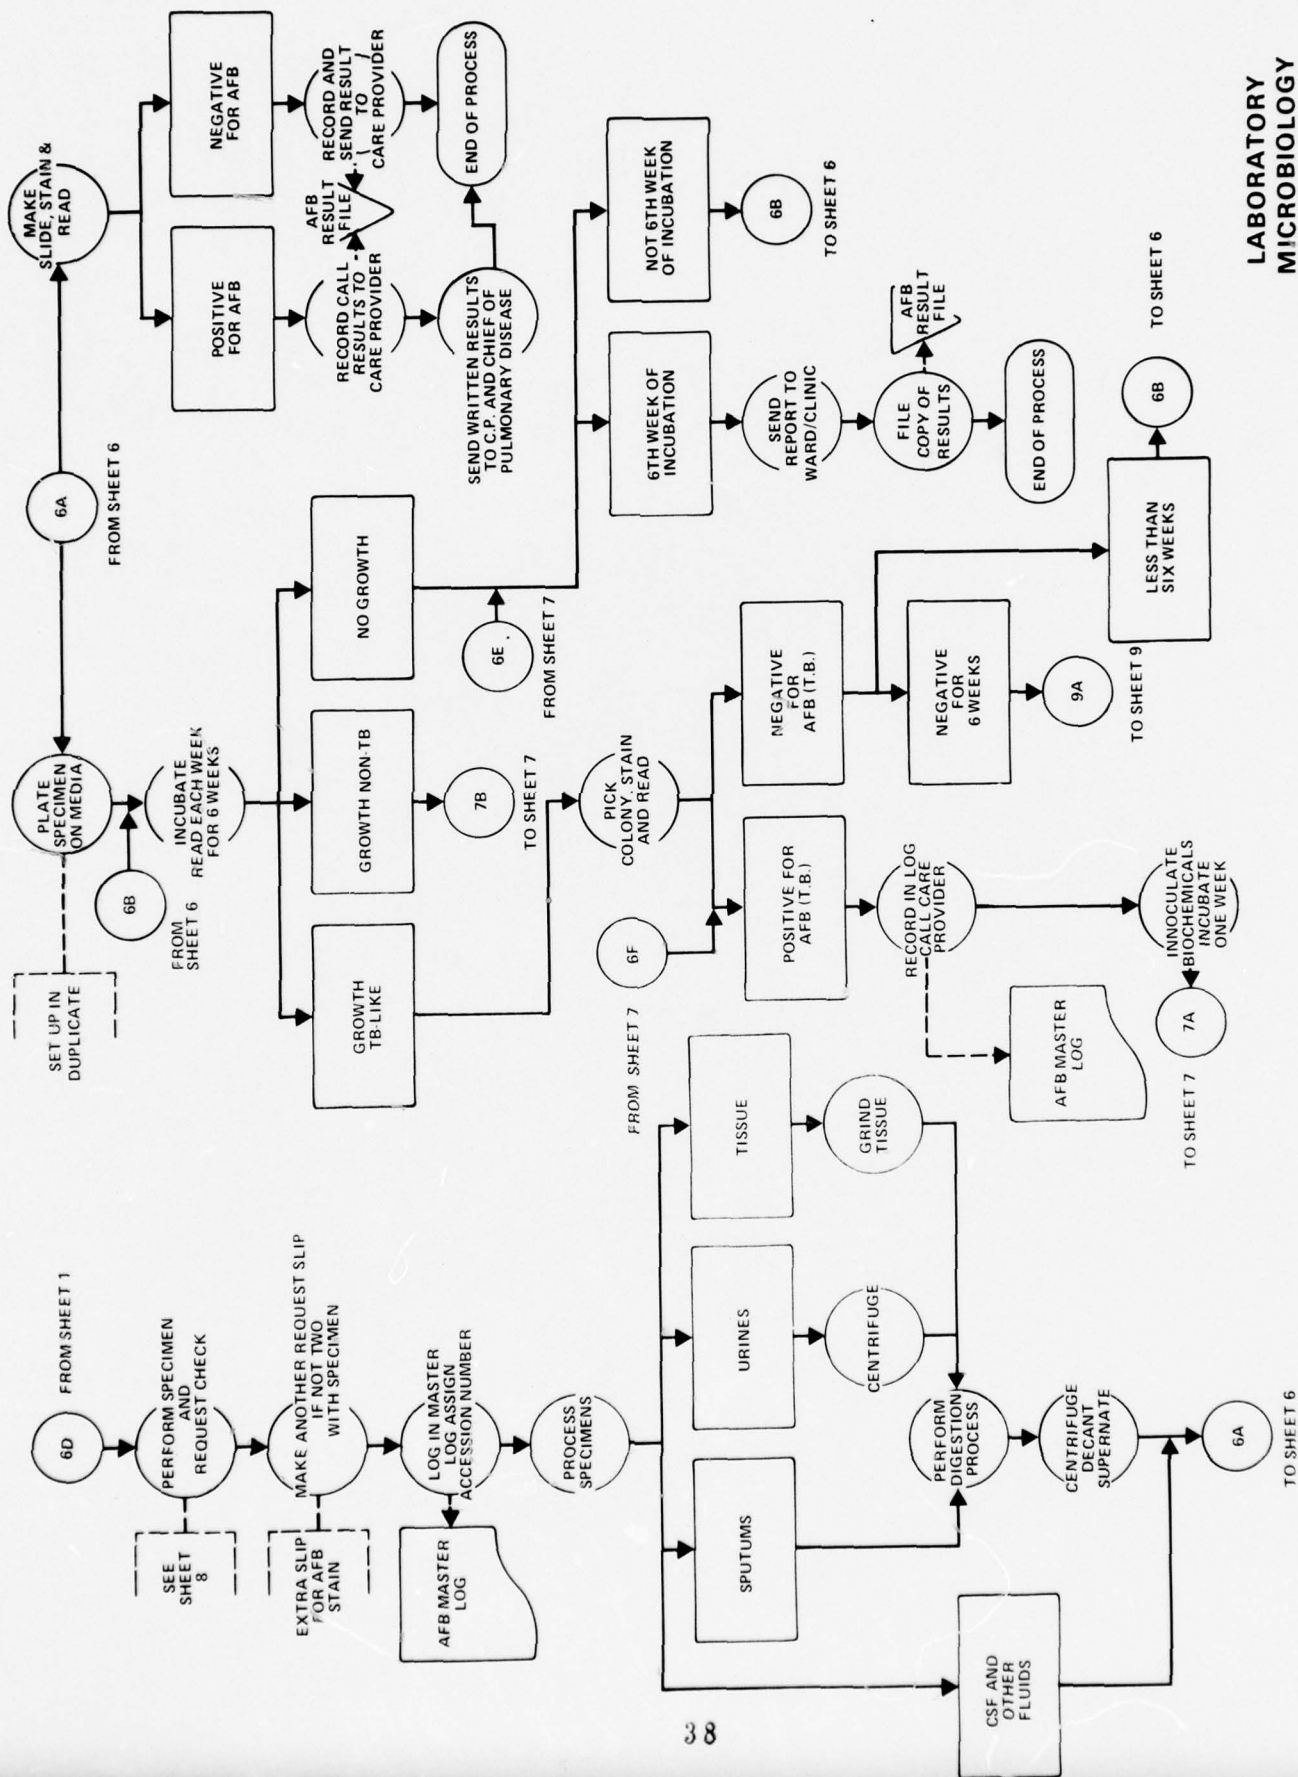 6D
FROM SHEET 1
PERFORM SPECIMEN
AND
REQUEST CHECK
SEE
SHEET
8
MAKE ANOTHER REQUEST SLIP
IF NOT TWO
WITH SPECIMEN
EXTRA SLIP
FOR AFB
STAIN
LOG IN MASTER
LOG ASSIGN
ACCESSION NUMBER
AFB MASTER
LOG
PROCESS
SPECIMENS
CSF AND
OTHER
FLUIDS
SPUTUMS
URINES
TISSUE
CENTRIFUGE
GRIND
TISSUE
PERFORM
DIGESTION
PROCESS
CENTRIFUGE
DECANT
SUPERNATE
6A
TO SHEET 6
SET UP IN
DUPLICATE
PLATE
SPECIMEN
ON MEDIA
6A
FROM SHEET 6
MAKE
SLIDE, STAIN &
READ
6B
FROM
SHEET 6
INCUBATE
READ EACH WEEK
FOR 6 WEEKS
GROWTH
TB-LIKE
GROWTH NON-TB
NO GROWTH
7B
TO SHEET 7
6E
FROM SHEET 7
POSITIVE
FOR AFB
NEGATIVE
FOR AFB
RECORD CALL
RESULTS TO
CARE PROVIDER
AFB
RESULT
FILE
RECORD AND
SEND RESULT
TO
CARE PROVIDER
SEND WRITTEN RESULTS
TO C.P. AND CHIEF OF
PULMONARY DISEASE
END OF PROCESS
6F
FROM SHEET 7
PICK
COLONY, STAIN
AND READ
POSITIVE FOR
AFB (T.B.)
NEGATIVE
FOR
AFB (T.B.)
RECORD IN LOG
CALL CARE
PROVIDER
AFB MASTER
LOG
INNOCULATE
BIOCHEMICALS
INCUBATE
ONE WEEK
7A
TO SHEET 7
NEGATIVE
FOR
6 WEEKS
9A
TO SHEET 9
LESS THAN
SIX WEEKS
6B
TO SHEET 6
6TH WEEK OF
INCUBATION
NOT 6TH WEEK
OF INCUBATION
SEND
REPORT TO
WARD/CLINIC
FILE
COPY OF
RESULTS
AFB
RESULT
FILE
END OF PROCESS
6B
TO SHEET 6
LABORATORY
MICROBIOLOGY
38